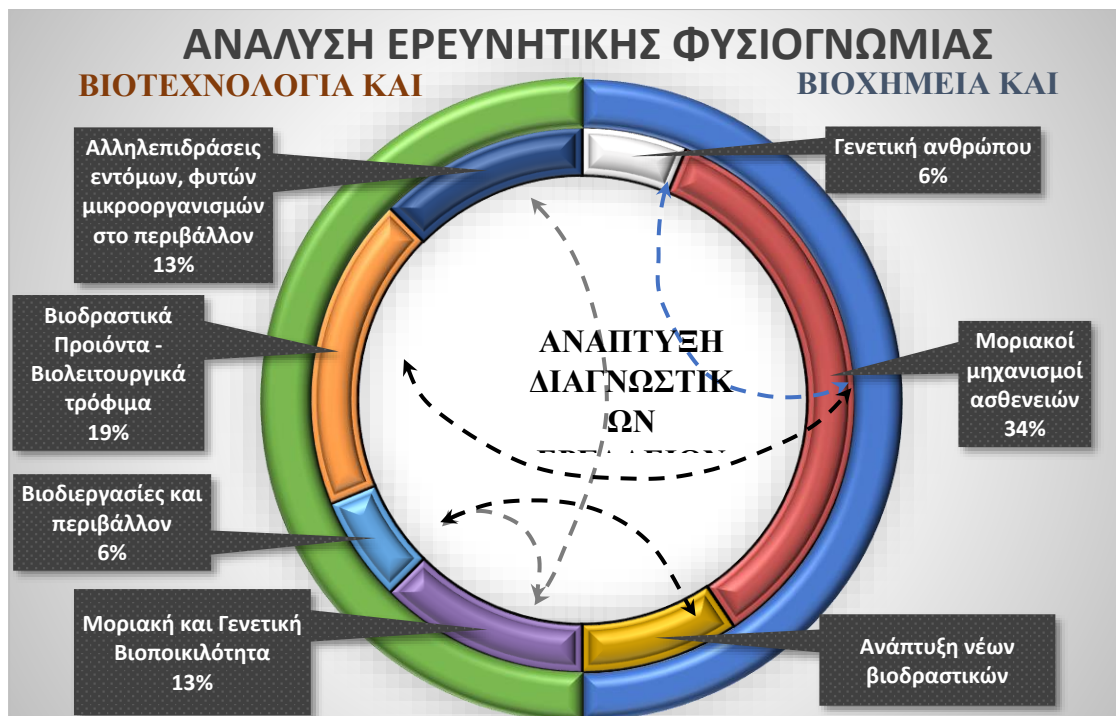 ΑΝΑΛΥΣΗ ΕΡΕΥΝΗΤΙΚΗΣ ΦΥΣΙΟΓΝΩΜΙΑΣ
ΒΙΟΤΕΧΝΟΛΟΓΙΑ ΚΑΙ
ΒΙΟΧΗΜΕΙΑ ΚΑΙ
Αλληλεπιδράσεις
εντόμων, φυτών
μικροοργανισμών
στο περιβάλλον
13%
Γενετική ανθρώπου
6%
Βιοδραστικά
Προιόντα -
Βιολειτουργικά
τρόφιμα
19%
ΑΝΑΠΤΥΞΗ
ΔΙΑΓΝΩΣΤΙΚ
ΩΝ
Μοριακοί
μηχανισμοί
ασθενειών
34%
Βιοδιεργασίες και
περιβάλλον
6%
Μοριακή και Γενετική
Βιοποικιλότητα
13%
Ανάπτυξη νέων
βιοδραστικών